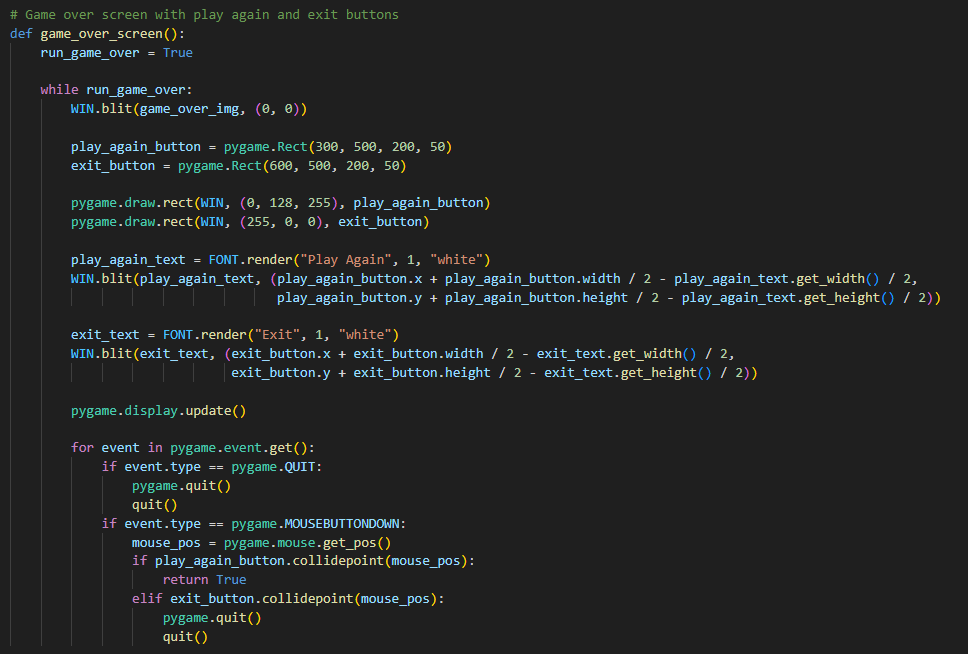 # Game over screen with play again and exit buttons
def game_over_screen():
    run_game_over = True

    while run_game_over:
        WIN.blit(game_over_img, (0, 0))

        play_again_button = pygame.Rect(300, 500, 200, 50)
        exit_button = pygame.Rect(600, 500, 200, 50)

        pygame.draw.rect(WIN, (0, 128, 255), play_again_button)
        pygame.draw.rect(WIN, (255, 0, 0), exit_button)

        play_again_text = FONT.render("Play Again", 1, "white")
        WIN.blit(play_again_text, (play_again_button.x + play_again_button.width / 2 - play_again_text.get_width() / 2,
                                   play_again_button.y + play_again_button.height / 2 - play_again_text.get_height() / 2))

        exit_text = FONT.render("Exit", 1, "white")
        WIN.blit(exit_text, (exit_button.x + exit_button.width / 2 - exit_text.get_width() / 2,
                             exit_button.y + exit_button.height / 2 - exit_text.get_height() / 2))

        pygame.display.update()

        for event in pygame.event.get():
            if event.type == pygame.QUIT:
                pygame.quit()
                quit()
            if event.type == pygame.MOUSEBUTTONDOWN:
                mouse_pos = pygame.mouse.get_pos()
                if play_again_button.collidepoint(mouse_pos):
                    return True
                elif exit_button.collidepoint(mouse_pos):
                    pygame.quit()
                    quit()